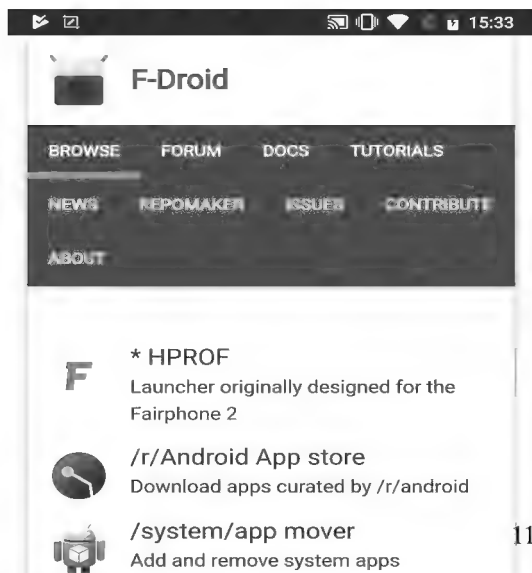 15:33
F-Droid
BROWSE FORUM DOCS TUTORIALS
NEWS REPOMAKER ISSUES CONTRIBUTE
ABOUT
* HPROF
Launcher originally designed for the
Fairphone 2
/r/Android App store
Download apps curated by /r/android
/system/app mover
11
Add and remove system apps